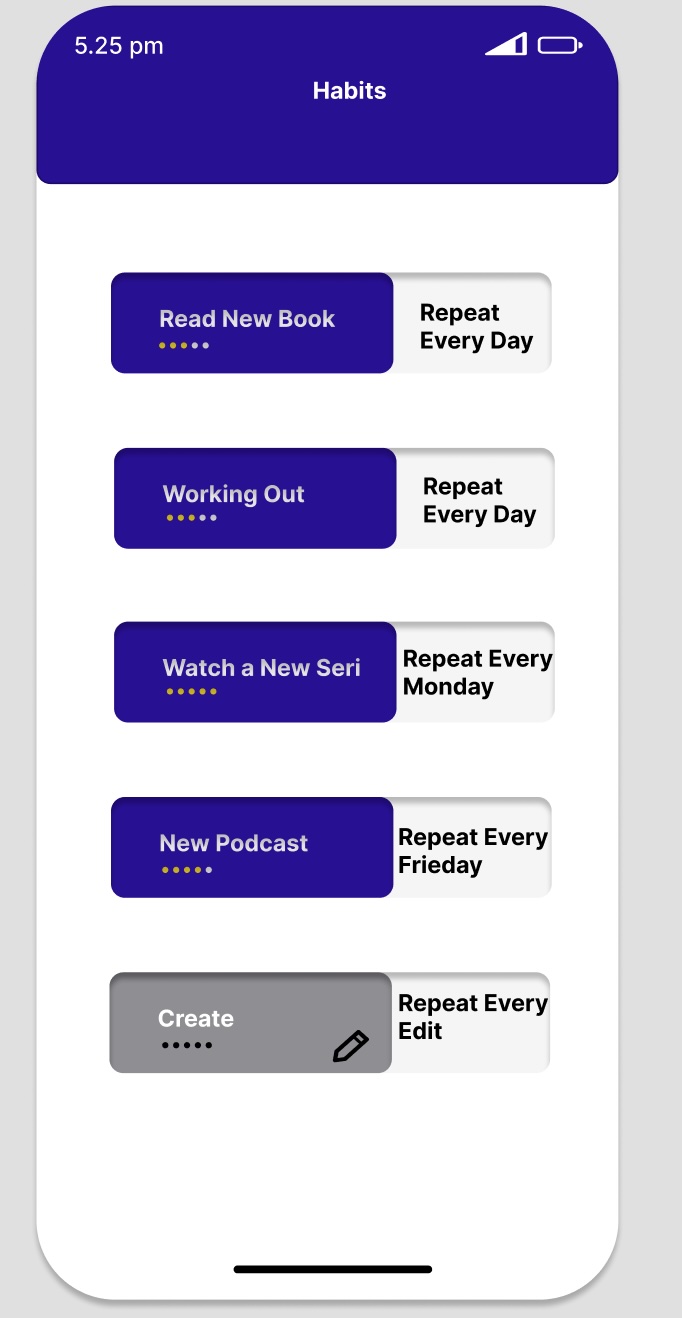 5.25 pm
Habits
Read New Book
Repeat
Every Day
Working Out
Repeat
Every Day
Watch a New Seri
Repeat Every
Monday
New Podcast
Repeat Every
Frieday
Create
Repeat Every
Edit